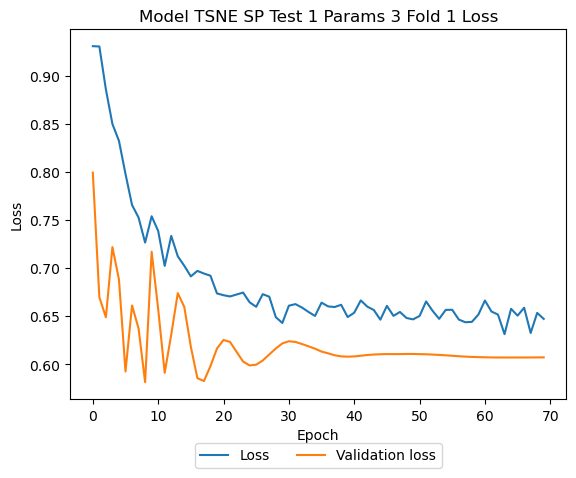 Model TSNE SP Test 1 Params 3 Fold 1 Loss
0.90
0.85
0.80
0.75
0.70
0.65
0.60
Loss
0 10 20 30 40 50 60 70
Epoch
Loss Validation loss